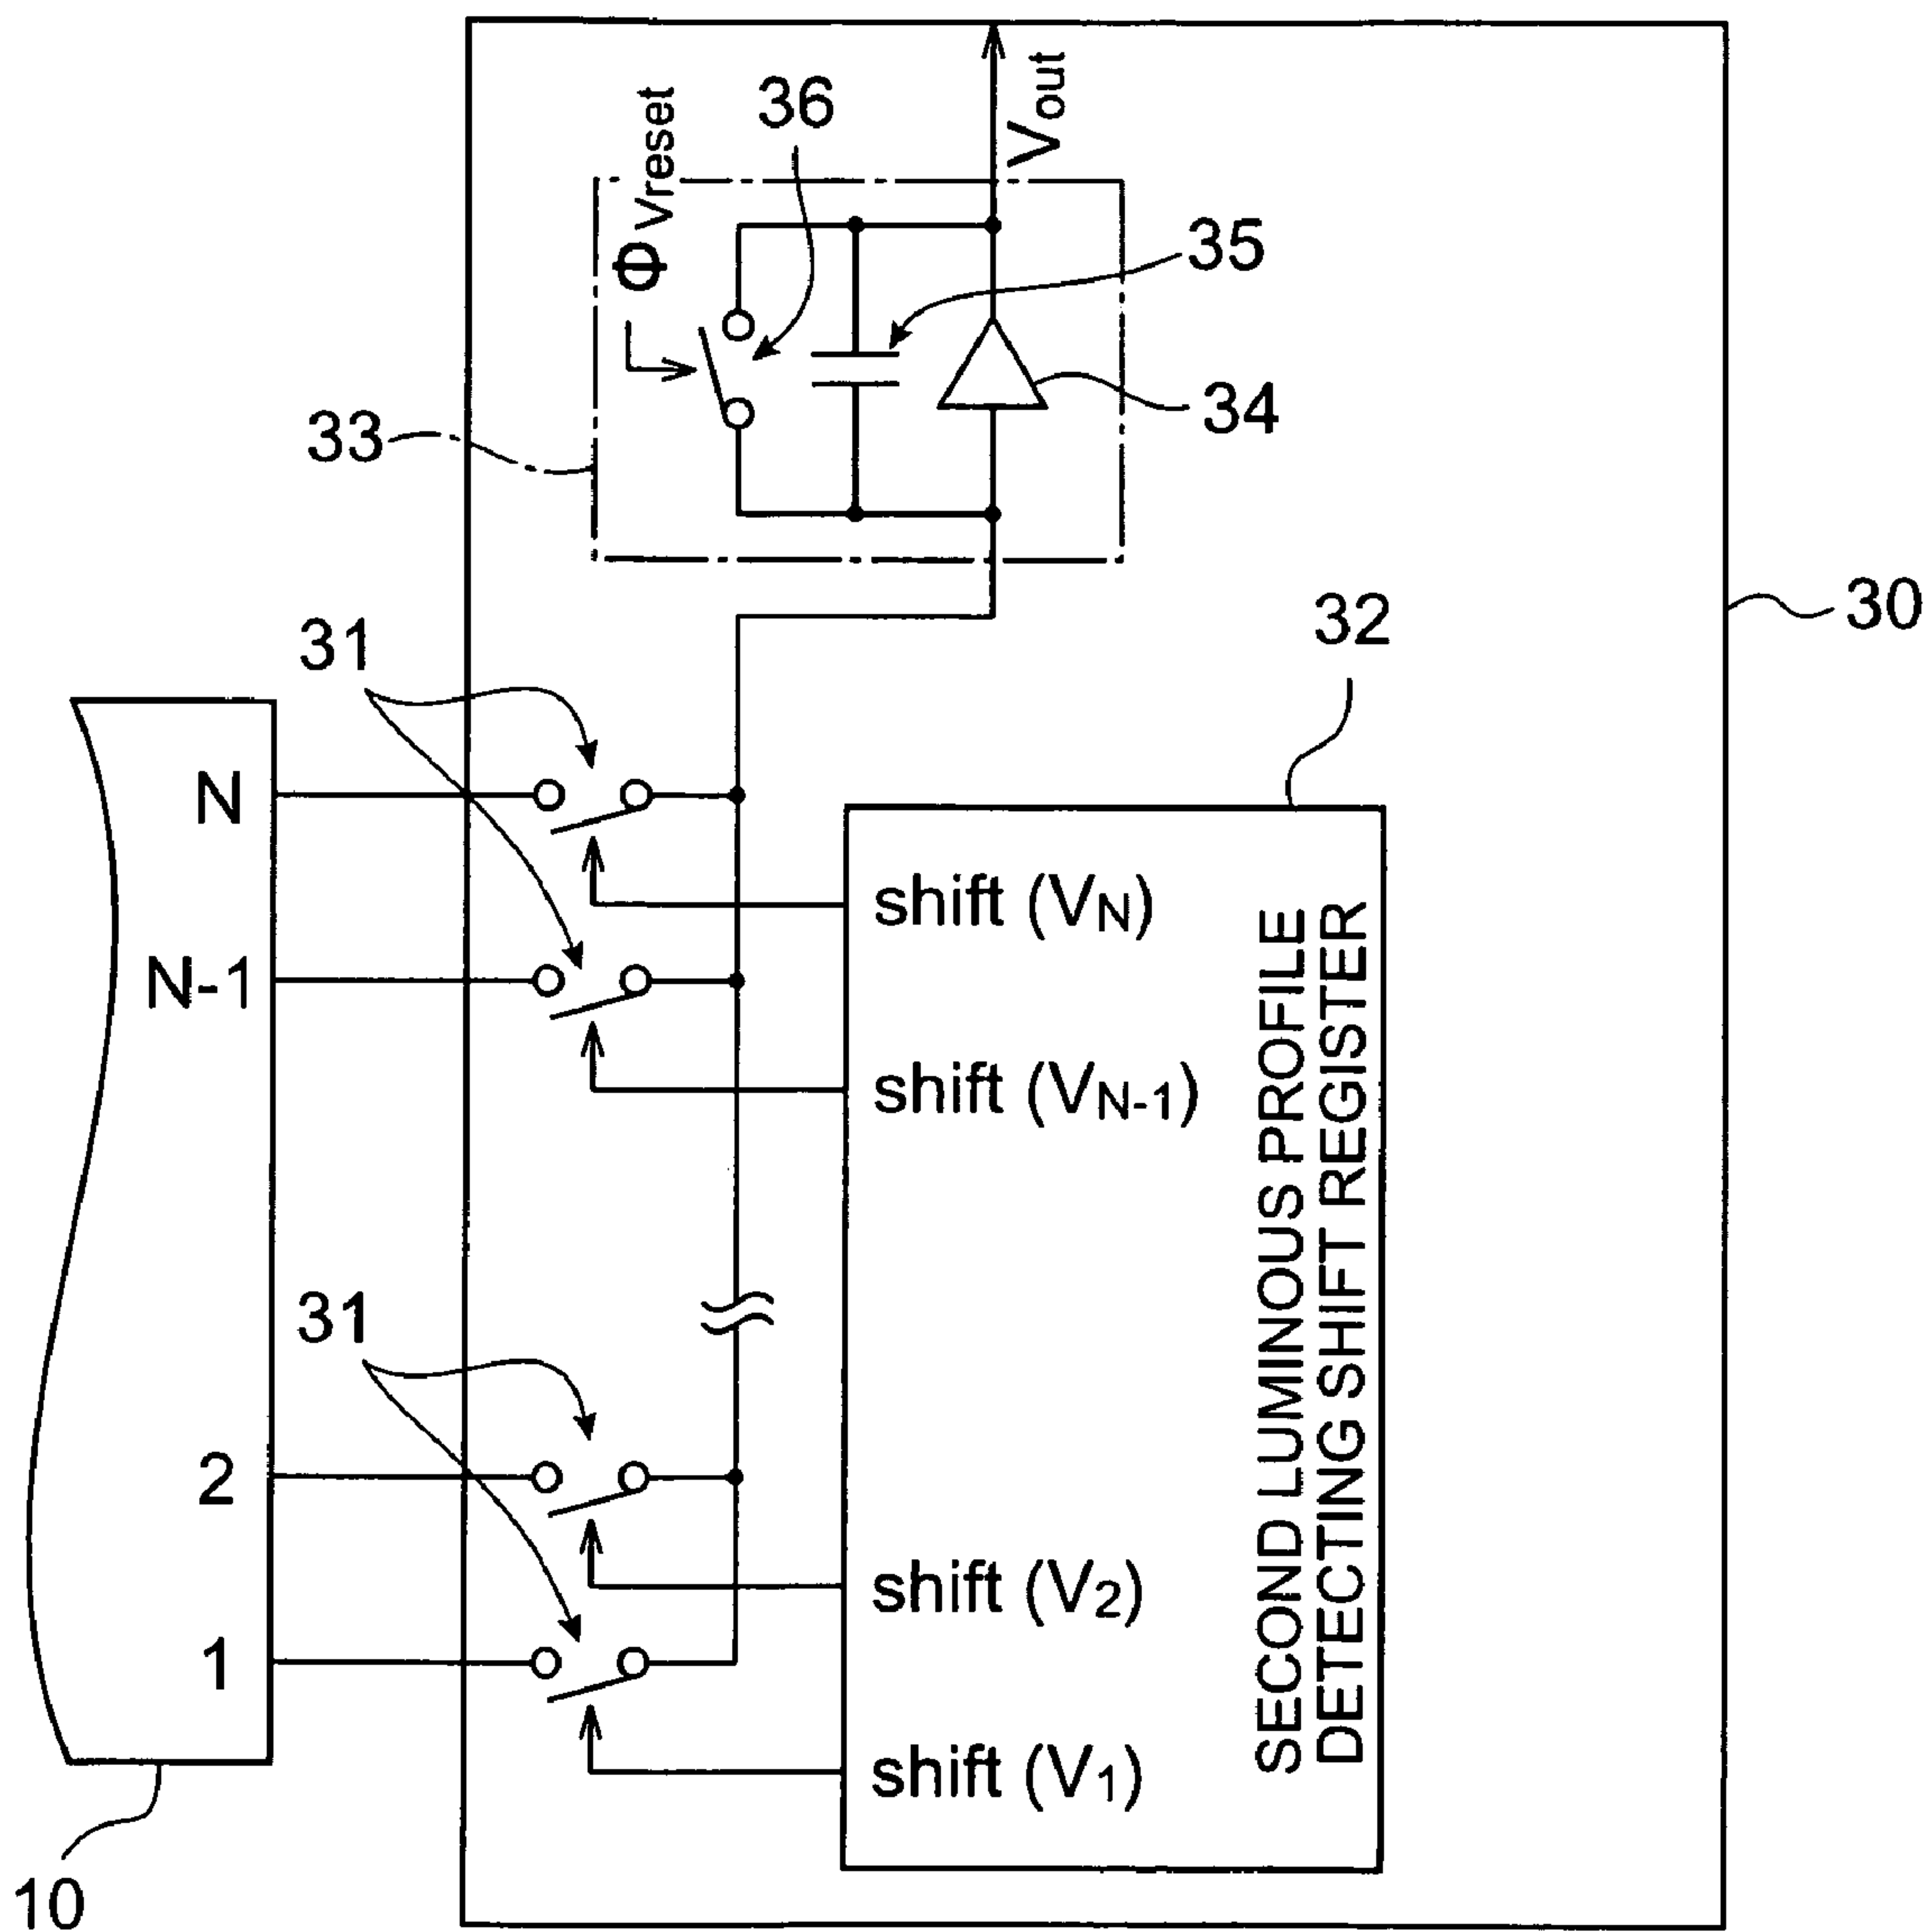 Vout
ΦVreset
36
35
34
33
30
32
31
N
shift (VN)
N-1
shift (VN-1)
SECOND LUMINOUS PROFILE
DETECTING SHIFT REGISTER
31
2
shift (V2)
1
shift (V1)
10